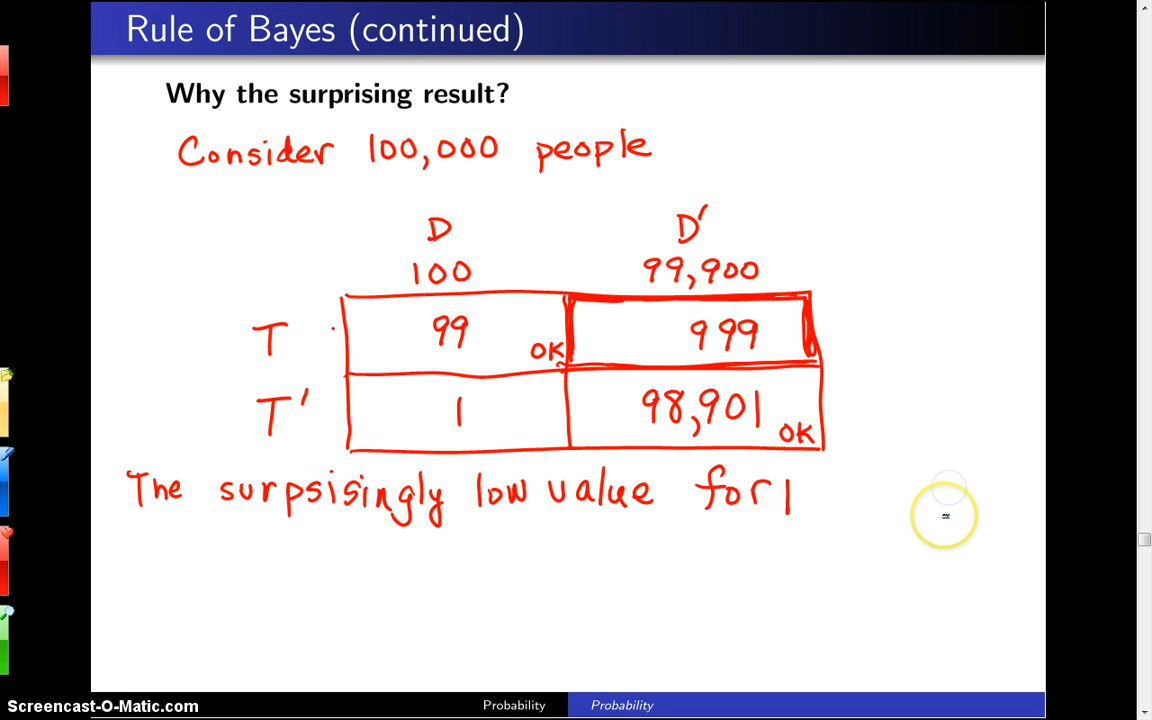 Rule of Bayes (continued)
Why the surprising result?
Consider 100,000 people
D D′
100 99,900
T 99 OK 999
T′ 1 98,901 OK
The surpsisingly low value for
Screencast-O-Matic.com Probability Probability